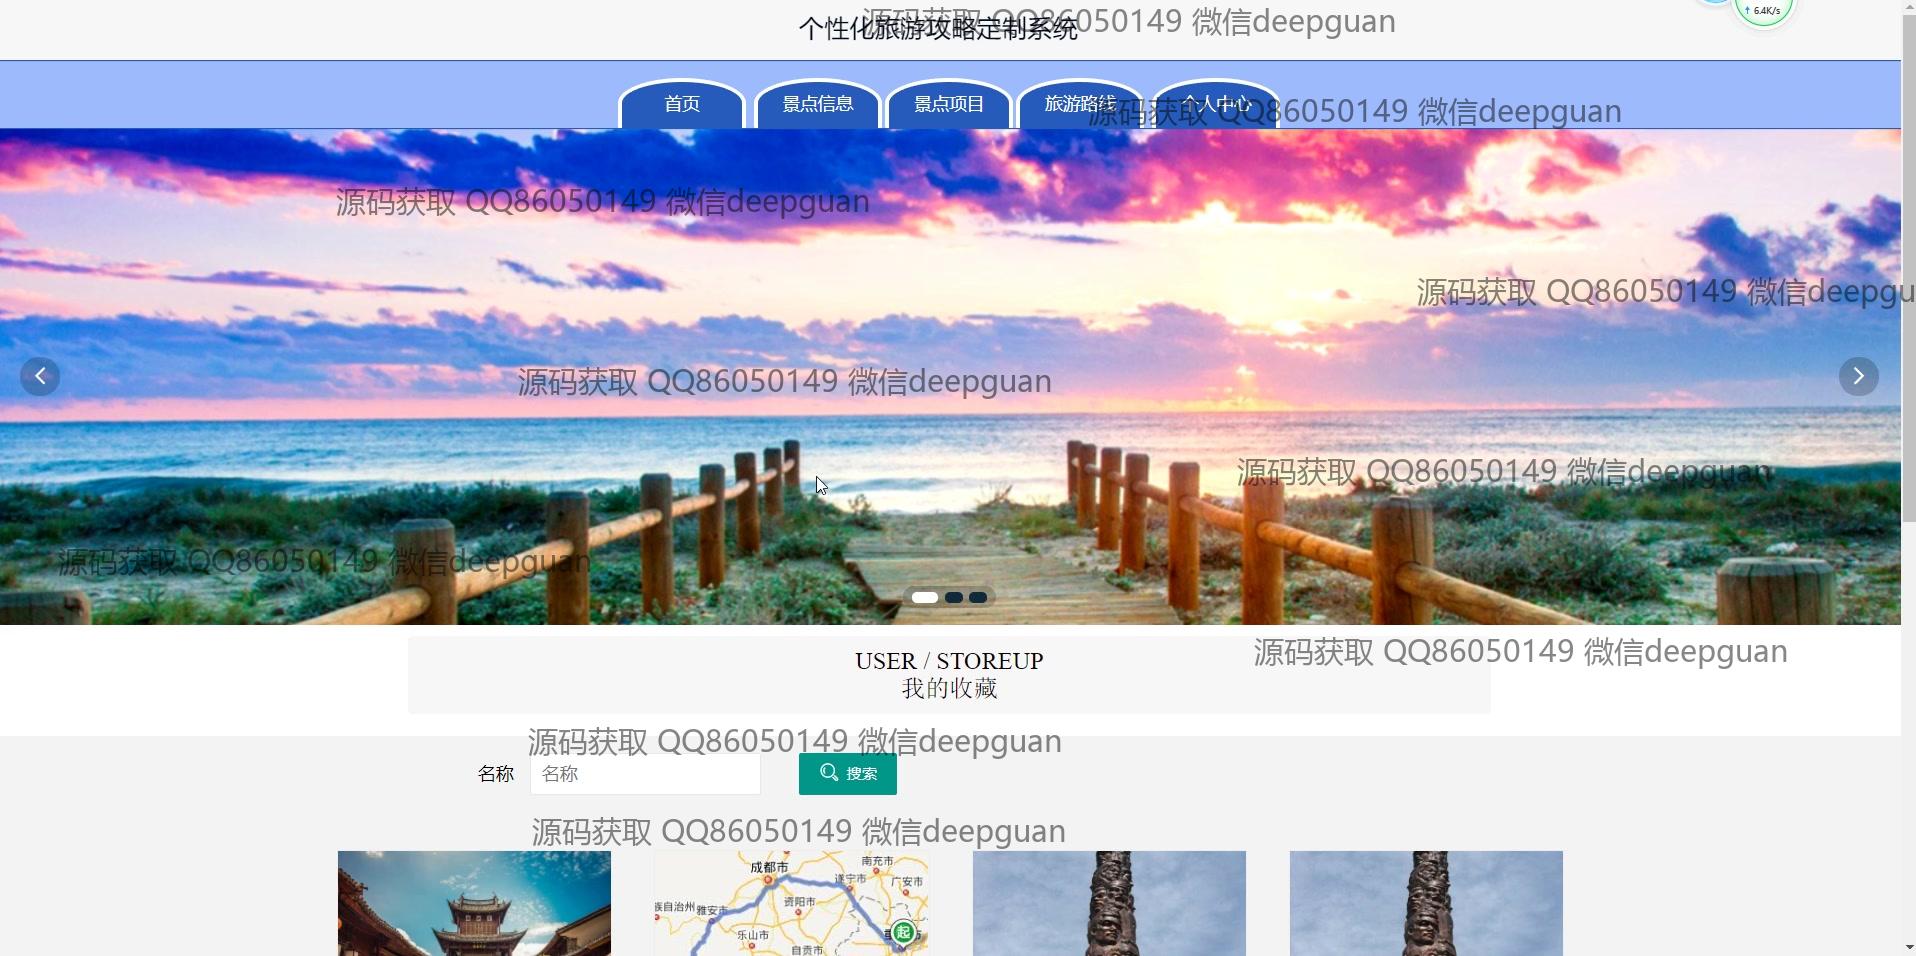 个性化旅游攻略定制系统
源码获取 QQ86050149 微信deepguan
6.4K/s
首页 景点信息 景点项目 旅游路线 个人中心
源码获取 QQ86050149 微信deepguan
源码获取 QQ86050149 微信deepguan
源码获取 QQ86050149 微信deepgu
源码获取 QQ86050149 微信deepguan
源码获取 QQ86050149 微信deepguan
源码获取 QQ86050149 微信deepguan
USER / STOREUP
源码获取 QQ86050149 微信deepguan
我的收藏
源码获取 QQ86050149 微信deepguan
名称 名称 搜索
源码获取 QQ86050149 微信deepguan
成都市 南充市
遂宁市 广安市
族自治州 雅安市 资阳市
起
乐山市
自贡市